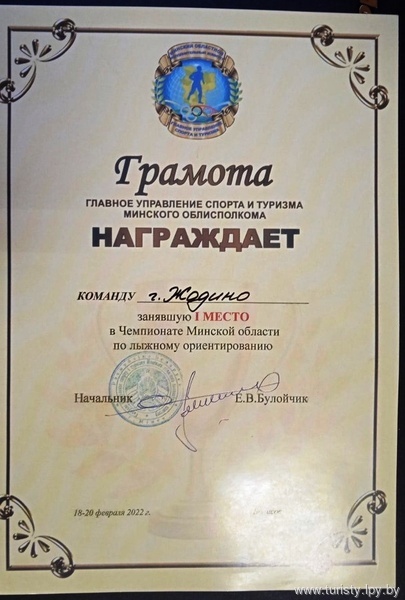 Грамота
ГЛАВНОЕ УПРАВЛЕНИЕ СПОРТА И ТУРИЗМА
МИНСКОГО ОБЛИСПОЛКОМА
НАГРАЖДАЕТ
КОМАНДУ г. Жодино
занявшую I МЕСТО
в Чемпионате Минской области
по лыжному ориентированию
Начальник Е.В.Булойчик
18-20 февраля 2022 г.
www.turisty.lpy.by